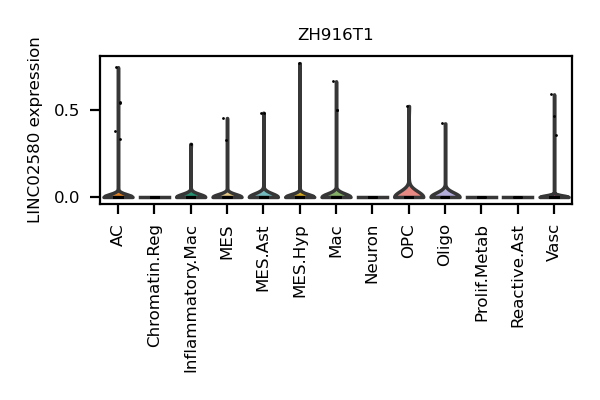 ZH916T1
LINC02580 expression
0.5
0.0
AC
Chromatin.Reg
Inflammatory.Mac
MES
MES.Ast
MES.Hyp
Mac
Neuron
OPC
Oligo
Prolif.Metab
Reactive.Ast
Vasc